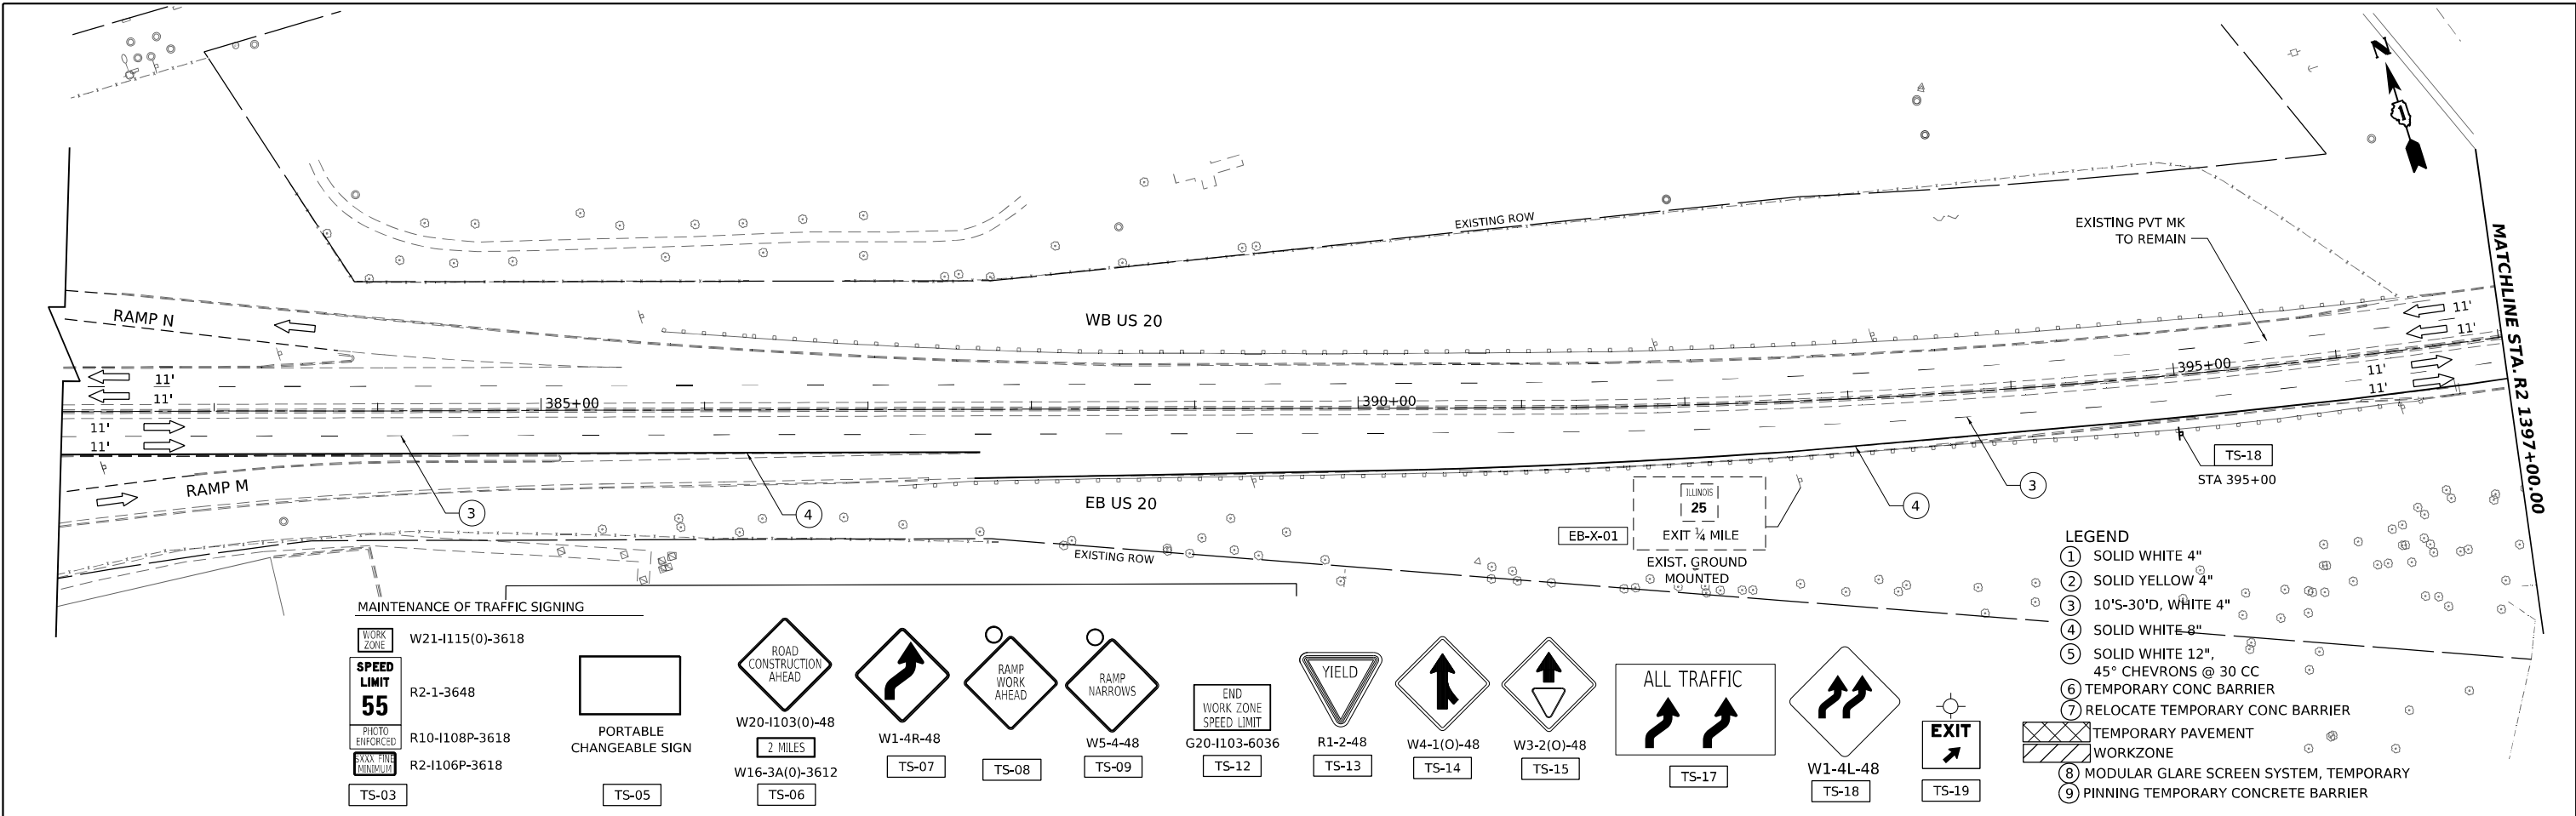 N
EXISTING ROW
EXISTING PVT MK
TO REMAIN
MATCHLINE STA. R2 1397+00.00
RAMP N
WB US 20
11'
11'
11'
11'
385+00
390+00
395+00
11'
11'
11'
11'
RAMP M
EB US 20
3
4
4
3
TS-18
STA 395+00
EB-X-01
ILLINOIS
25
EXIT ¼ MILE
EXIST. GROUND
MOUNTED
EXISTING ROW
MAINTENANCE OF TRAFFIC SIGNING
WORK
ZONE
W21-I115(0)-3618
SPEED
LIMIT
55
R2-1-3648
PHOTO
ENFORCED
R10-I108P-3618
$XXX FINE
MINIMUM
R2-I106P-3618
TS-03
PORTABLE
CHANGEABLE SIGN
TS-05
ROAD
CONSTRUCTION
AHEAD
W20-I103(0)-48
2 MILES
W16-3A(0)-3612
TS-06
W1-4R-48
TS-07
RAMP
WORK
AHEAD
TS-08
RAMP
NARROWS
W5-4-48
TS-09
END
WORK ZONE
SPEED LIMIT
G20-I103-6036
TS-12
YIELD
R1-2-48
TS-13
W4-1(O)-48
TS-14
W3-2(O)-48
TS-15
ALL TRAFFIC
TS-17
W1-4L-48
TS-18
EXIT
TS-19
LEGEND
1 SOLID WHITE 4"
2 SOLID YELLOW 4"
3 10'S-30'D, WHITE 4"
4 SOLID WHITE 8"
5 SOLID WHITE 12",
45° CHEVRONS @ 30 CC
6 TEMPORARY CONC BARRIER
7 RELOCATE TEMPORARY CONC BARRIER
TEMPORARY PAVEMENT
WORKZONE
8 MODULAR GLARE SCREEN SYSTEM, TEMPORARY
9 PINNING TEMPORARY CONCRETE BARRIER